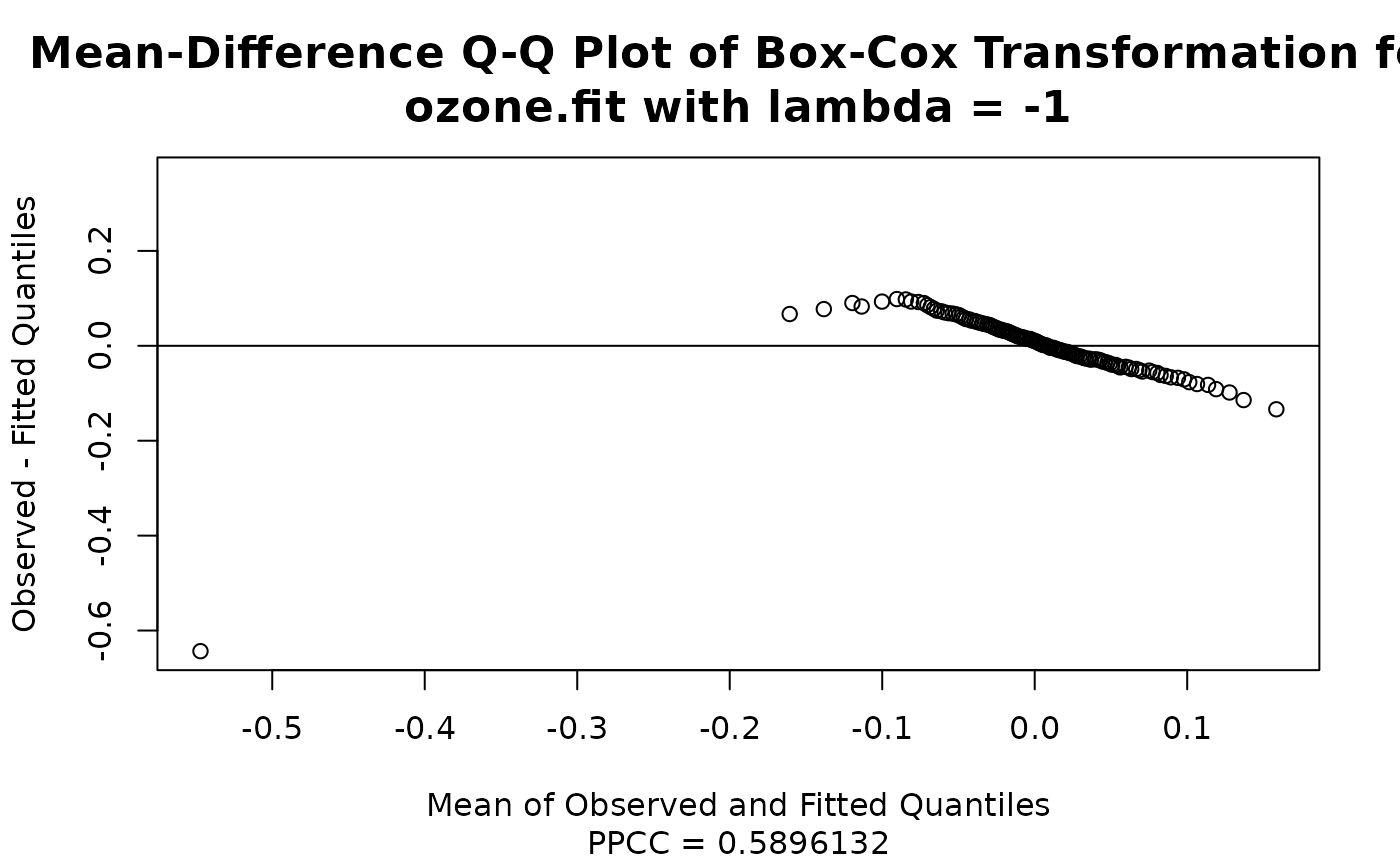 Mean-Difference Q-Q Plot of Box-Cox Transformation
ozone.fit with lambda = -1
Observed - Fitted Quantiles
0.2
0.0
-0.2
-0.4
-0.6
-0.5 -0.4 -0.3 -0.2 -0.1 0.0 0.1
Mean of Observed and Fitted Quantiles
PPCC = 0.5896132